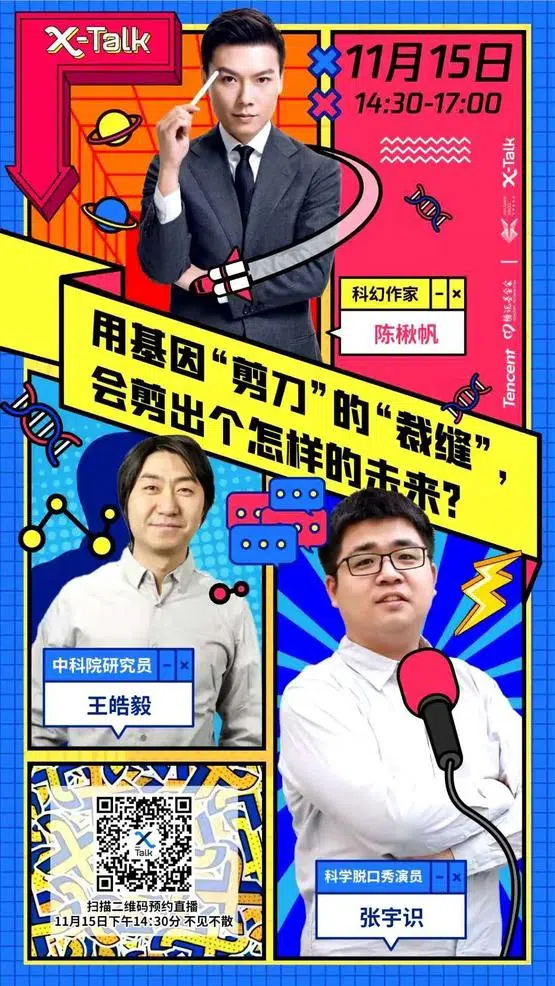 X-Talk
11月15日
14:30-17:00
X-Talk
Tencent
科幻作家
陈楸帆
用基因“剪刀”的“裁缝”，
会剪出个怎样的未来？
中科院研究员
王皓毅
科学脱口秀演员
张宇识
X
Talk
扫描二维码预约直播
11月15日下午14:30分 不见不散